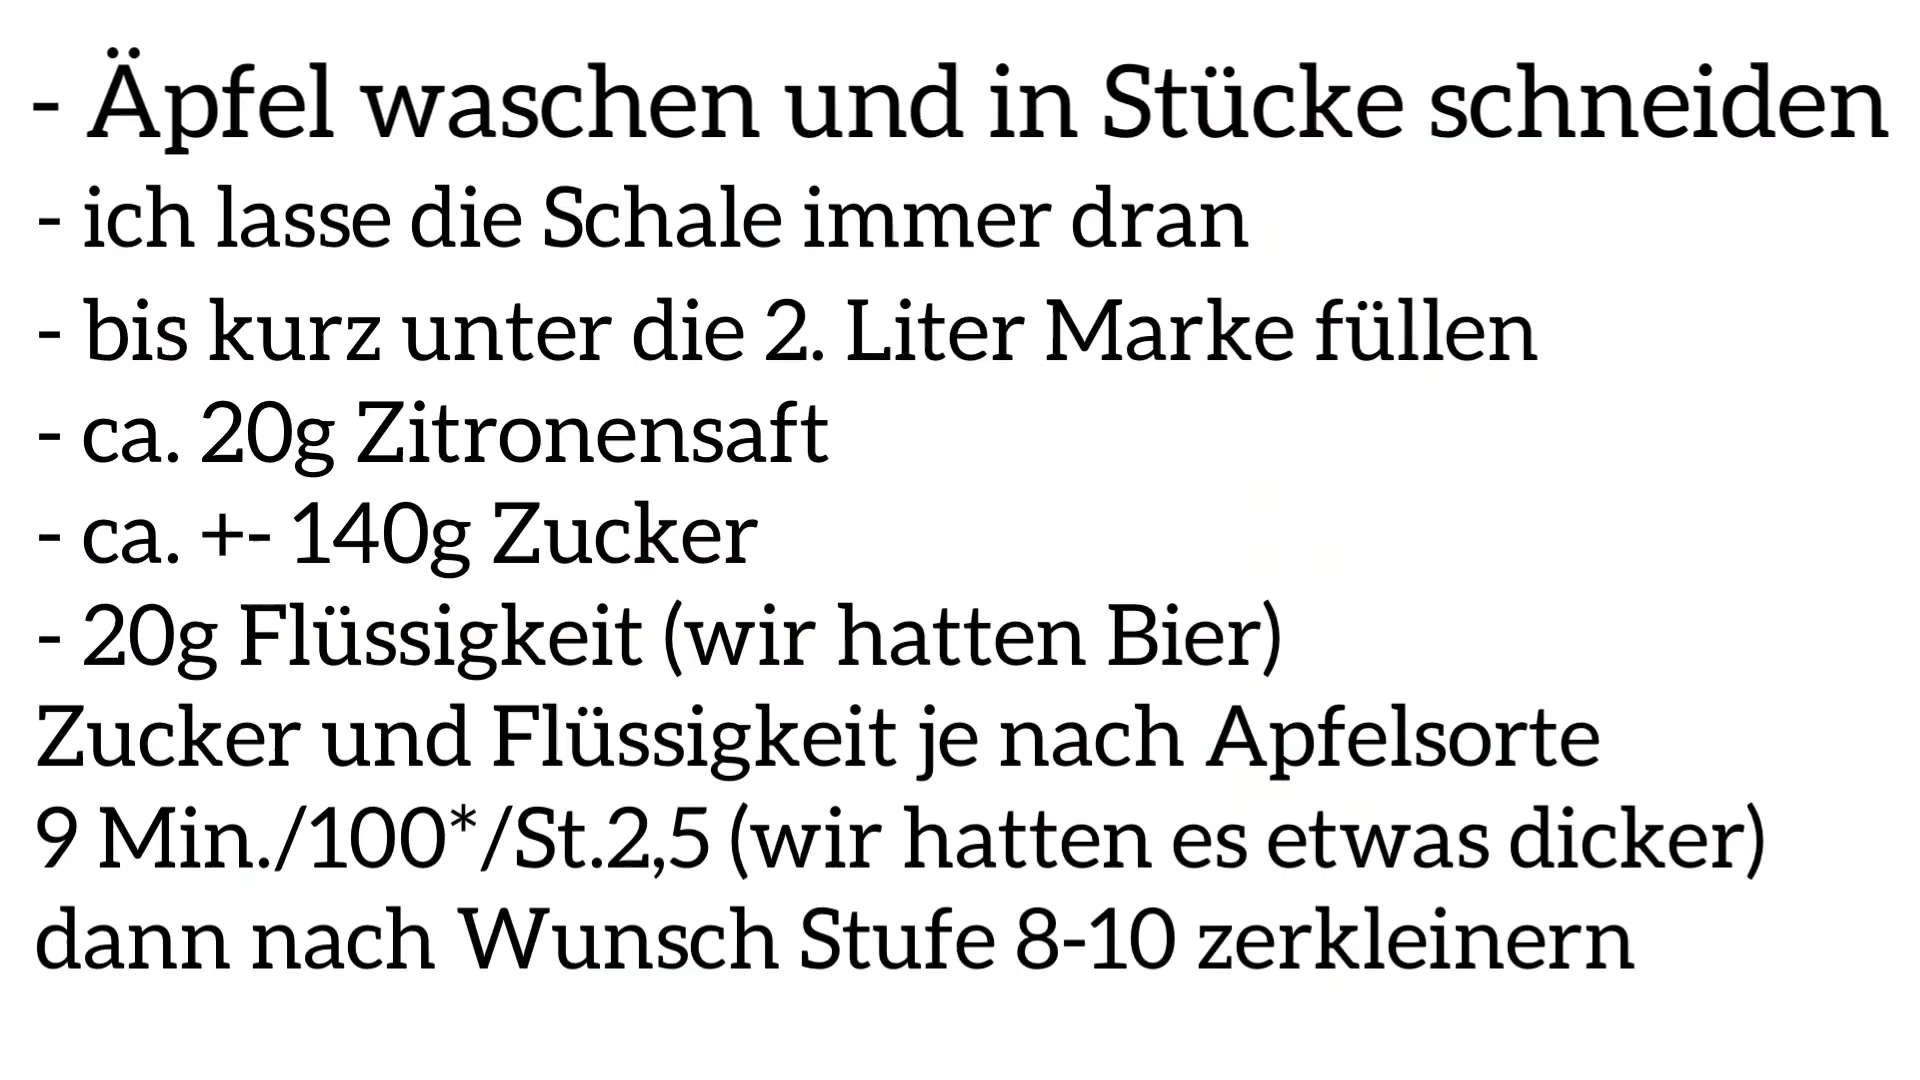 - Äpfel waschen und in Stücke schneiden
- ich lasse die Schale immer dran
- bis kurz unter die 2. Liter Marke füllen
- ca. 20g Zitronensaft
- ca. +- 140g Zucker
- 20g Flüssigkeit (wir hatten Bier)
Zucker und Flüssigkeit je nach Apfelsorte
9 Min./100*/St.2,5 (wir hatten es etwas dicker)
dann nach Wunsch Stufe 8-10 zerkleinern